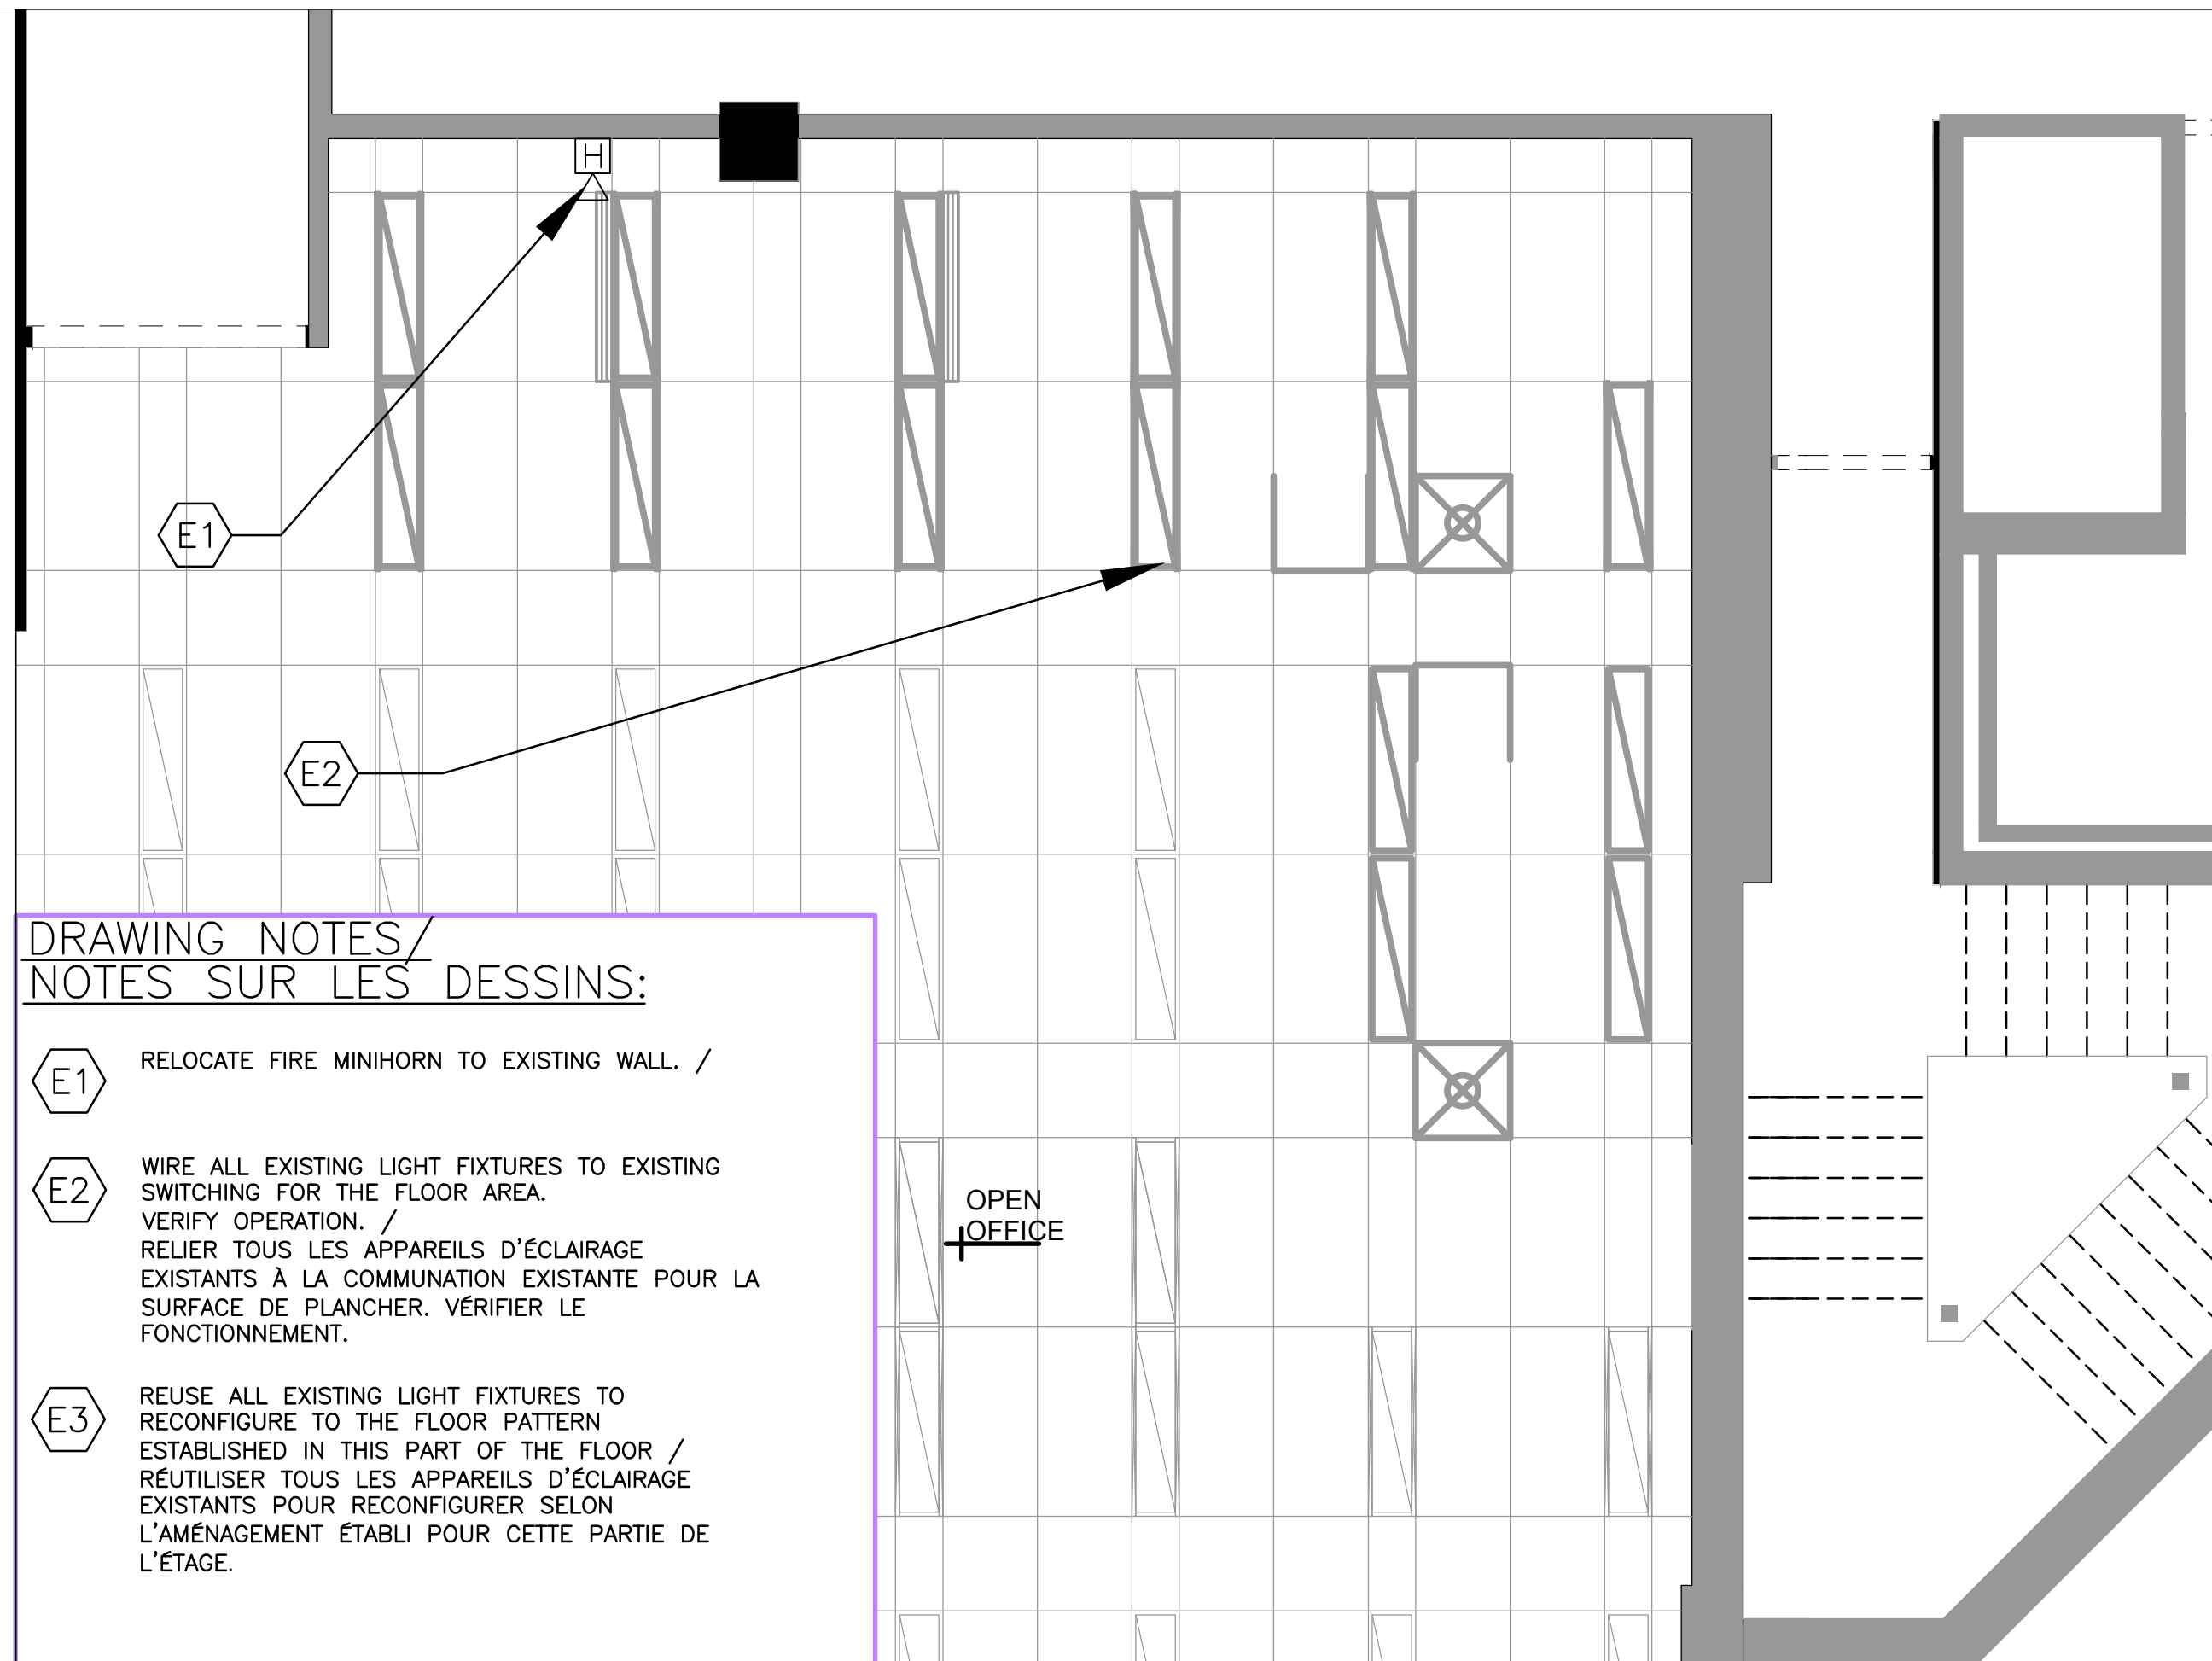 H
E1
E2
DRAWING NOTES/
NOTES SUR LES DESSINS:
E1
RELOCATE FIRE MINIHORN TO EXISTING WALL. /
E2
WIRE ALL EXISTING LIGHT FIXTURES TO EXISTING
SWITCHING FOR THE FLOOR AREA.
VERIFY OPERATION. /
RELIER TOUS LES APPAREILS D'ÉCLAIRAGE
EXISTANTS À LA COMMUNATION EXISTANTE POUR LA
SURFACE DE PLANCHER. VÉRIFIER LE
FONCTIONNEMENT.
E3
REUSE ALL EXISTING LIGHT FIXTURES TO
RECONFIGURE TO THE FLOOR PATTERN
ESTABLISHED IN THIS PART OF THE FLOOR /
RÉUTILISER TOUS LES APPAREILS D'ÉCLAIRAGE
EXISTANTS POUR RECONFIGURER SELON
L'AMÉNAGEMENT ÉTABLI POUR CETTE PARTIE DE
L'ÉTAGE.
OPEN
OFFICE